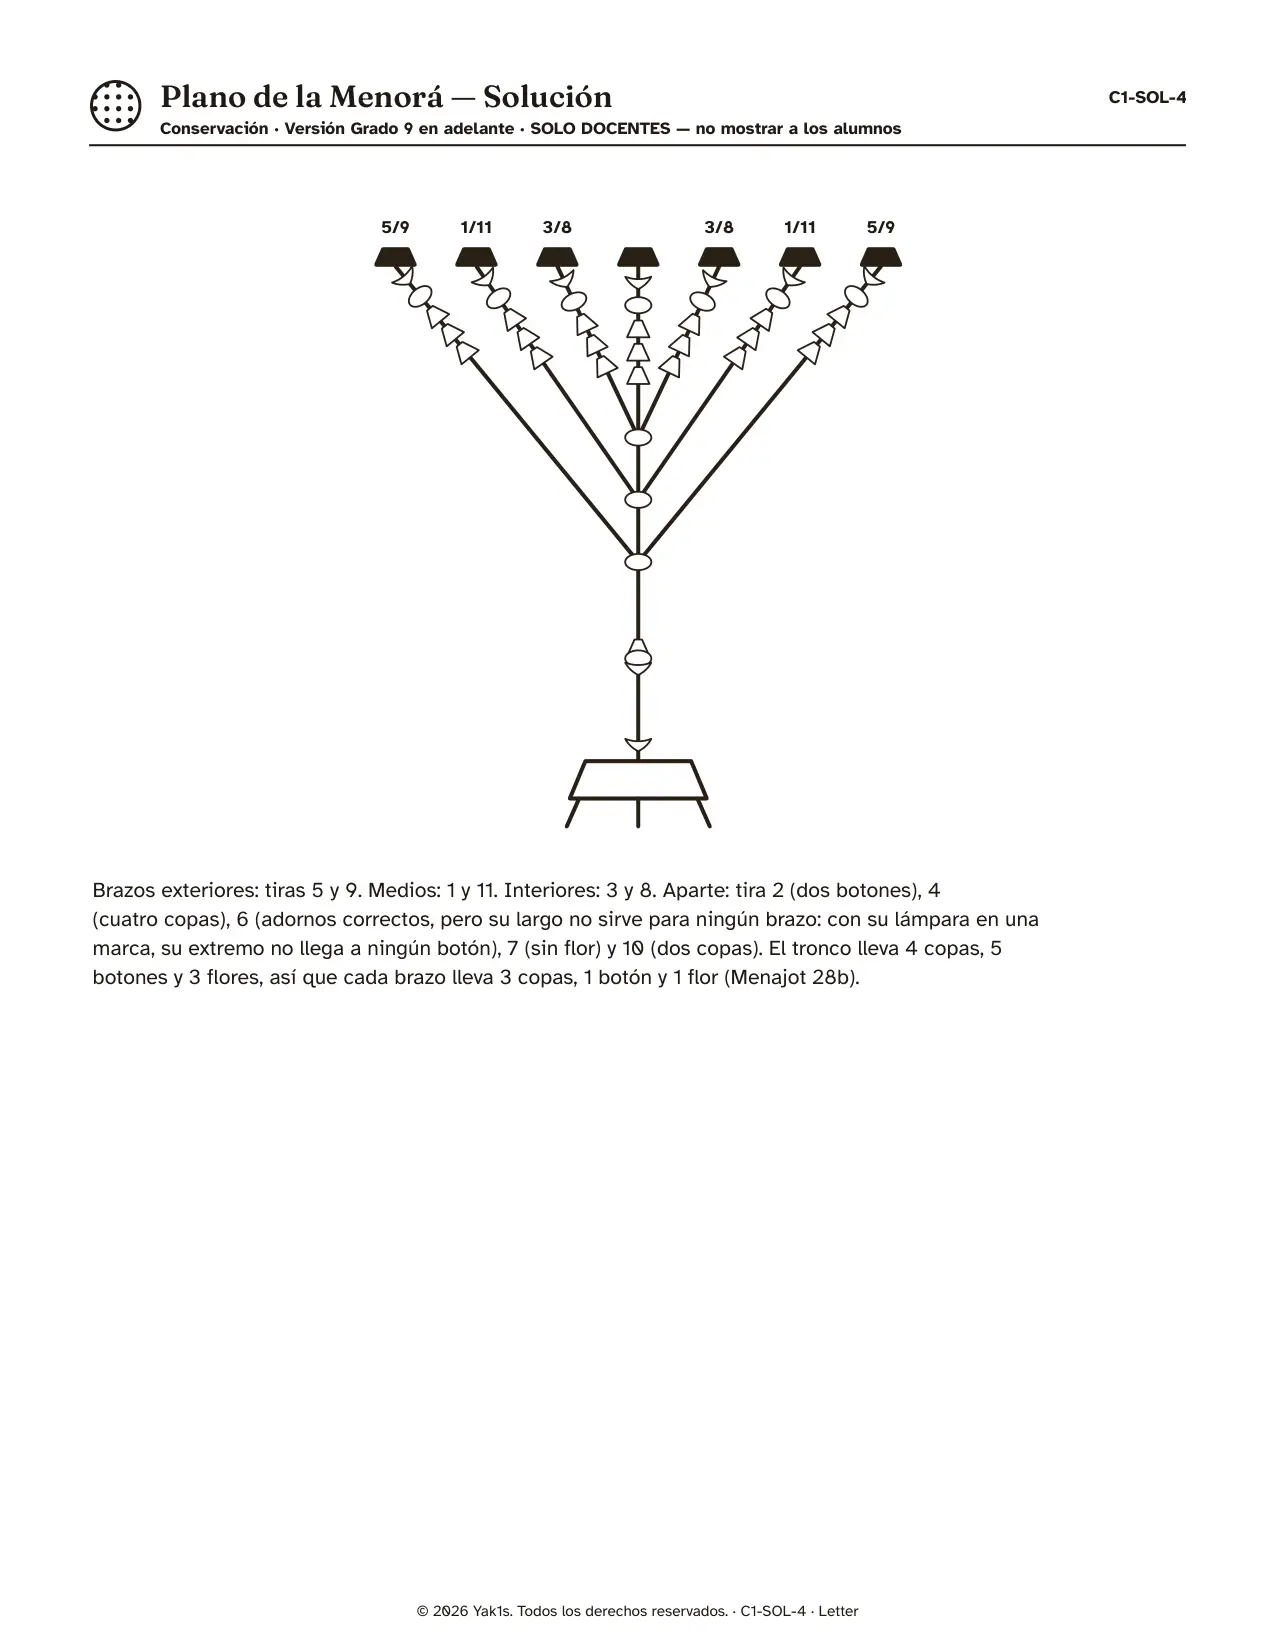 Plano de la Menorá — Solución
C1-SOL-4
Conservación · Versión Grado 9 en adelante · SOLO DOCENTES — no mostrar a los alumnos
5/9 1/11 3/8 3/8 1/11 5/9
Brazos exteriores: tiras 5 y 9. Medios: 1 y 11. Interiores: 3 y 8. Aparte: tira 2 (dos botones), 4
(cuatro copas), 6 (adornos correctos, pero su largo no sirve para ningún brazo: con su lámpara en una
marca, su extremo no llega a ningún botón), 7 (sin flor) y 10 (dos copas). El tronco lleva 4 copas, 5
botones y 3 flores, así que cada brazo lleva 3 copas, 1 botón y 1 flor (Menajot 28b).
© 2026 Yak1s. Todos los derechos reservados. · C1-SOL-4 · Letter